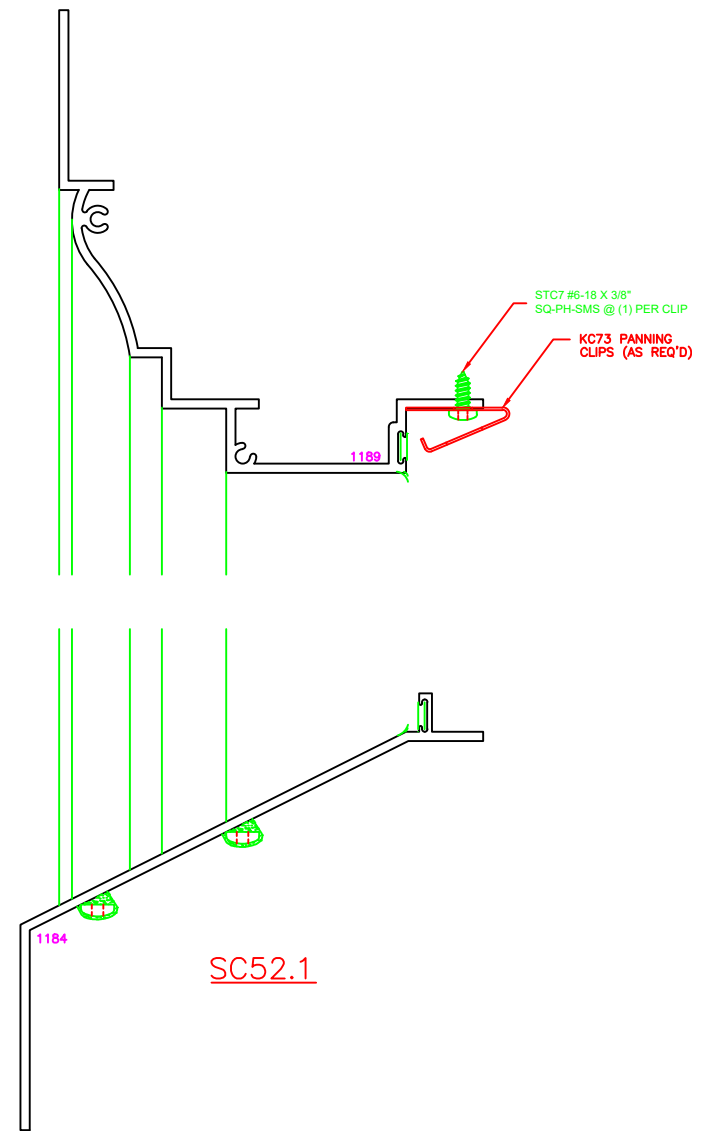 STC7 #6-18 X 3/8"
SQ-PH-SMS @ (1) PER CLIP
KC73 PANNING
CLIPS (AS REQ'D)
1189
1184
SC52.1